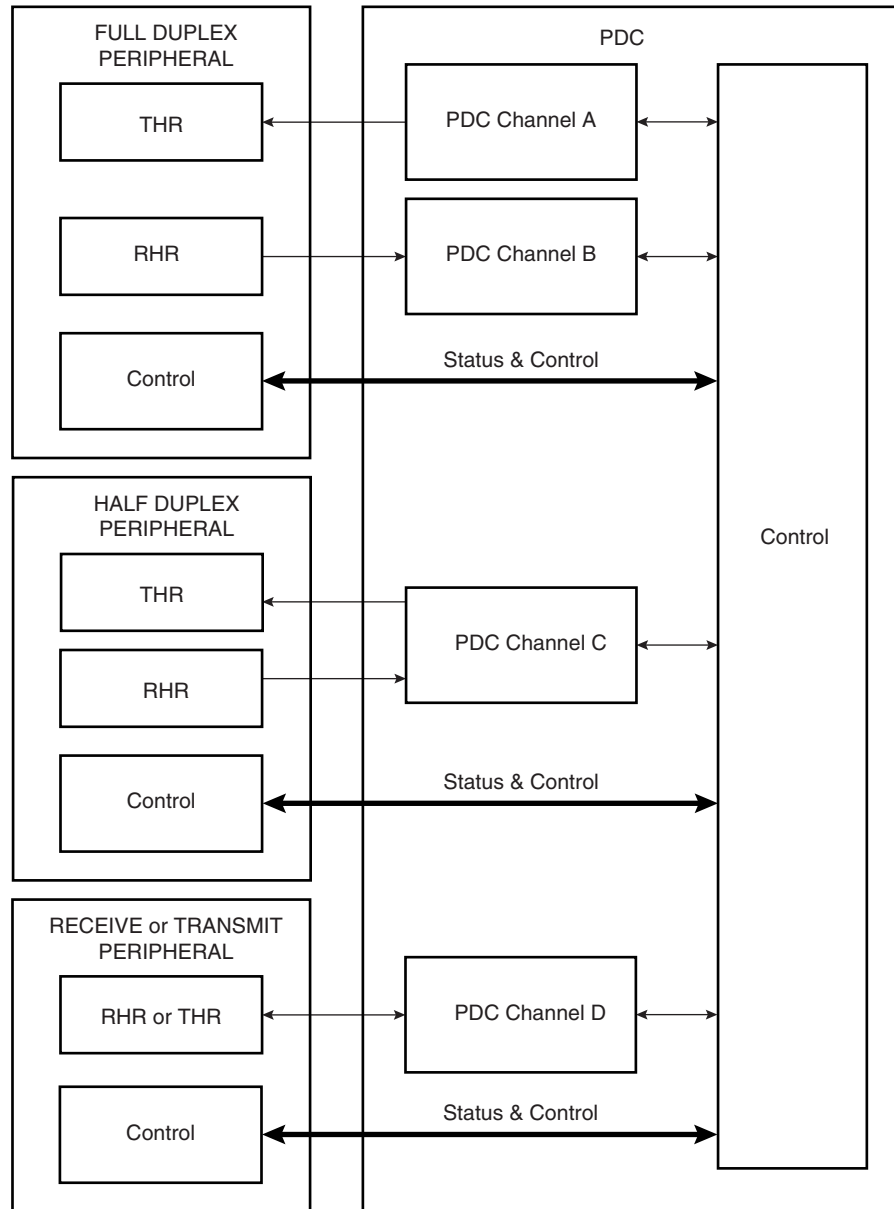 FULL DUPLEX
PERIPHERAL
THR
RHR
Control
PDC
PDC Channel A
PDC Channel B
Status & Control
HALF DUPLEX
PERIPHERAL
THR
RHR
Control
PDC Channel C
Status & Control
Control
RECEIVE or TRANSMIT
PERIPHERAL
RHR or THR
Control
PDC Channel D
Status & Control